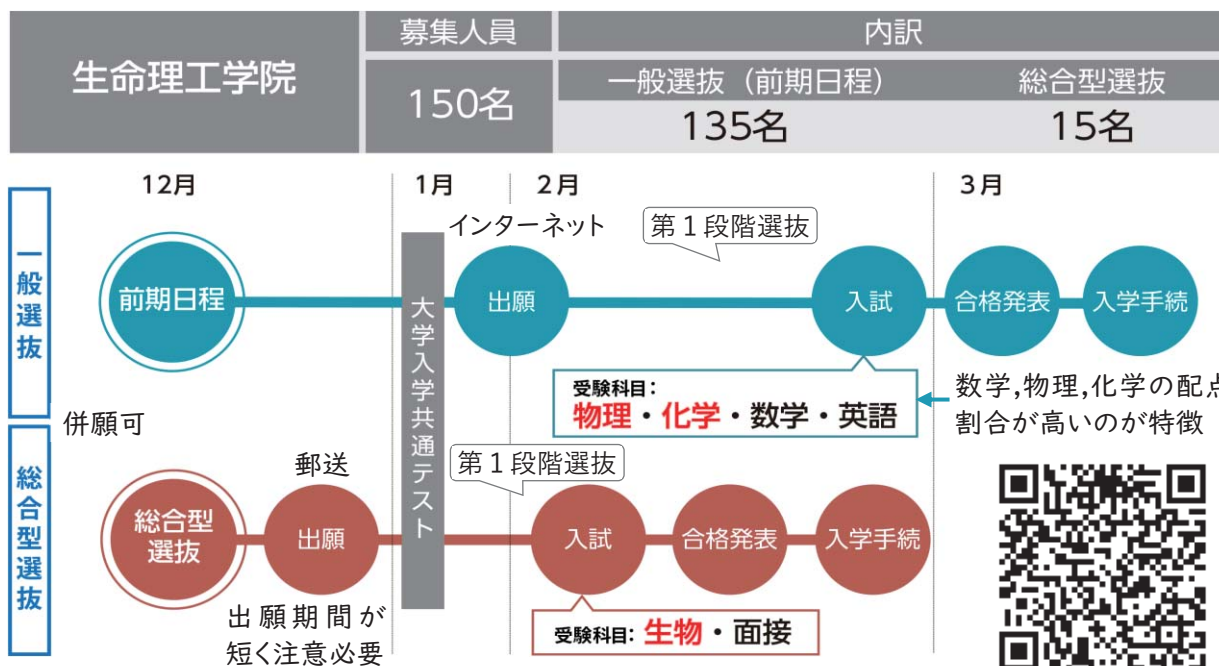 生命理工学院
募集人員
内訳
150名
一般選抜（前期日程）
総合型選抜
135名
15名
12月
1月
2月
3月
一般選抜
インターネット
第１段階選抜
前期日程
出願
入試
合格発表
入学手続
大学入学共通テスト
受験科目：
物理・化学・数学・英語
数学,物理,化学の配点
割合が高いのが特徴
併願可
総合型選抜
郵送
第１段階選抜
総合型
選抜
出願
入試
合格発表
入学手続
出願期間が
短く注意必要
受験科目：生物・面接